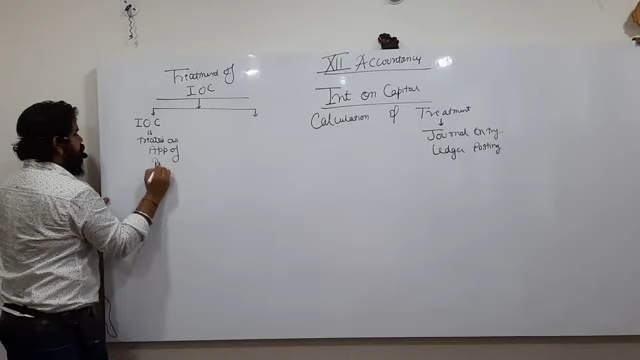 Treatment of
IOC
IOC
is
Treated as
App of
P
XII Accountancy
Int on Capital
Calculation of Treatment
Journal Entry
Ledger Posting